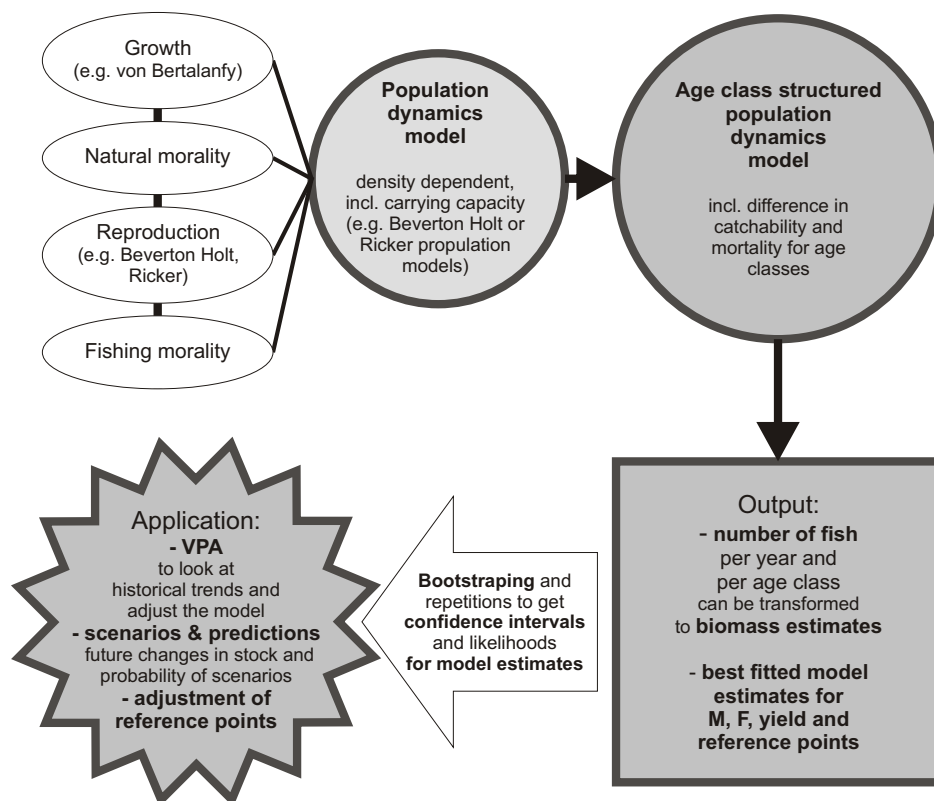 Growth
(e.g. von Bertalanfy)
Natural morality
Reproduction
(e.g. Beverton Holt,
Ricker)
Fishing morality
Population
dynamics
model
density dependent,
incl. carrying capacity
(e.g. Beverton Holt or
Ricker propulation
models)
Age class structured
population
dynamics
model
incl. difference in
catchability and
mortality for age
classes
Output:
- number of fish
per year and
per age class
can be transformed
to biomass estimates
- best fitted model
estimates for
M, F, yield and
reference points
Bootstraping and
repetitions to get
confidence intervals
and likelihoods
for model estimates
Application:
- VPA
to look at
historical trends and
adjust the model
- scenarios & predictions
future changes in stock and
probability of scenarios
- adjustment of
reference points